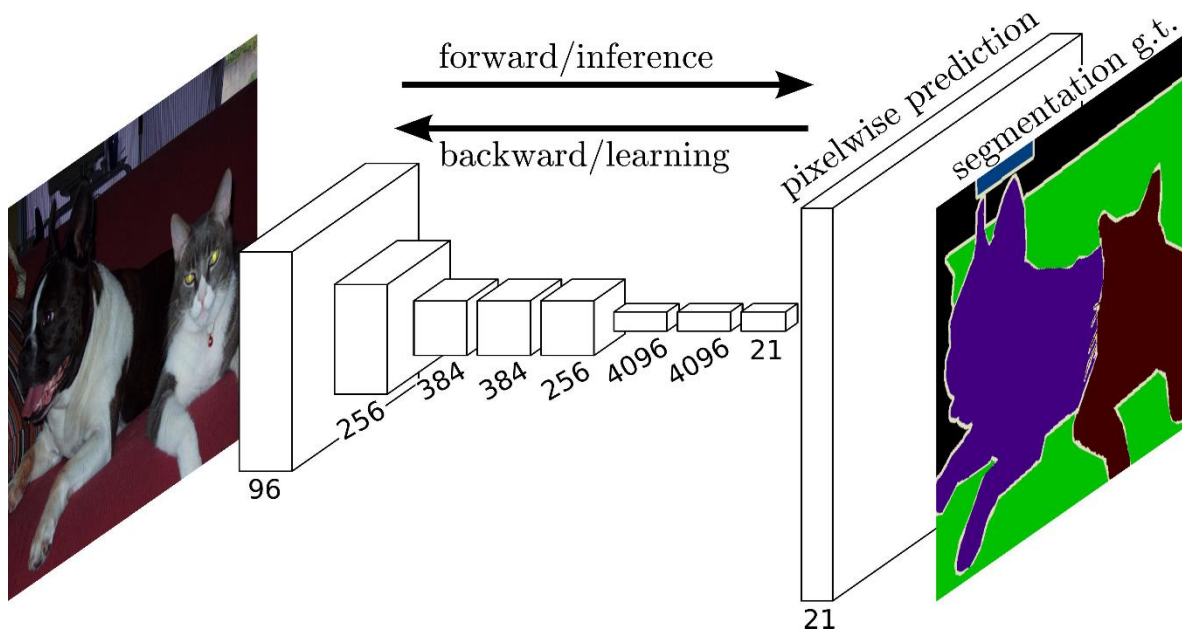 forward/inference
backward/learning
pixelwise prediction
segmentation g.t.
96
256
384
384
256
4096
4096
21
21